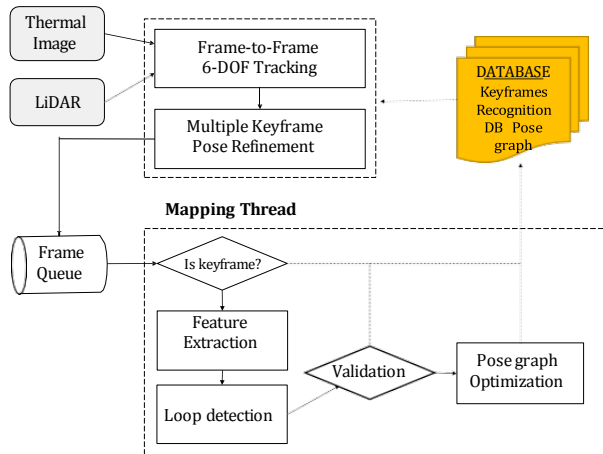 Thermal
Image
LiDAR
Frame-to-Frame
6-DOF Tracking
Multiple Keyframe
Pose Refinement
DATABASE
Keyframes
Recognition
DB Pose
graph
Mapping Thread
Frame
Queue
Is keyframe?
Feature
Extraction
Loop detection
Validation
Pose graph
Optimization